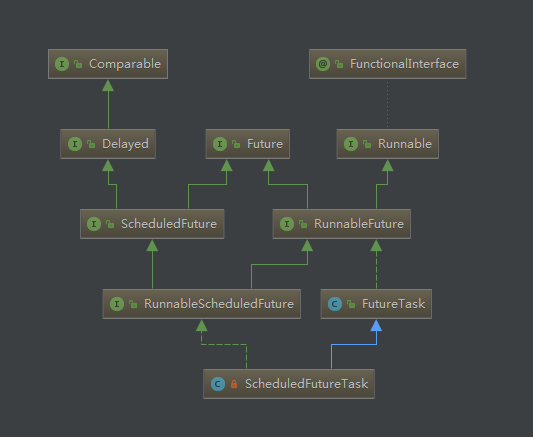 I Comparable
@ FunctionalInterface
I Delayed
I Future
I Runnable
I ScheduledFuture
I RunnableFuture
I RunnableScheduledFuture
C FutureTask
C ScheduledFutureTask